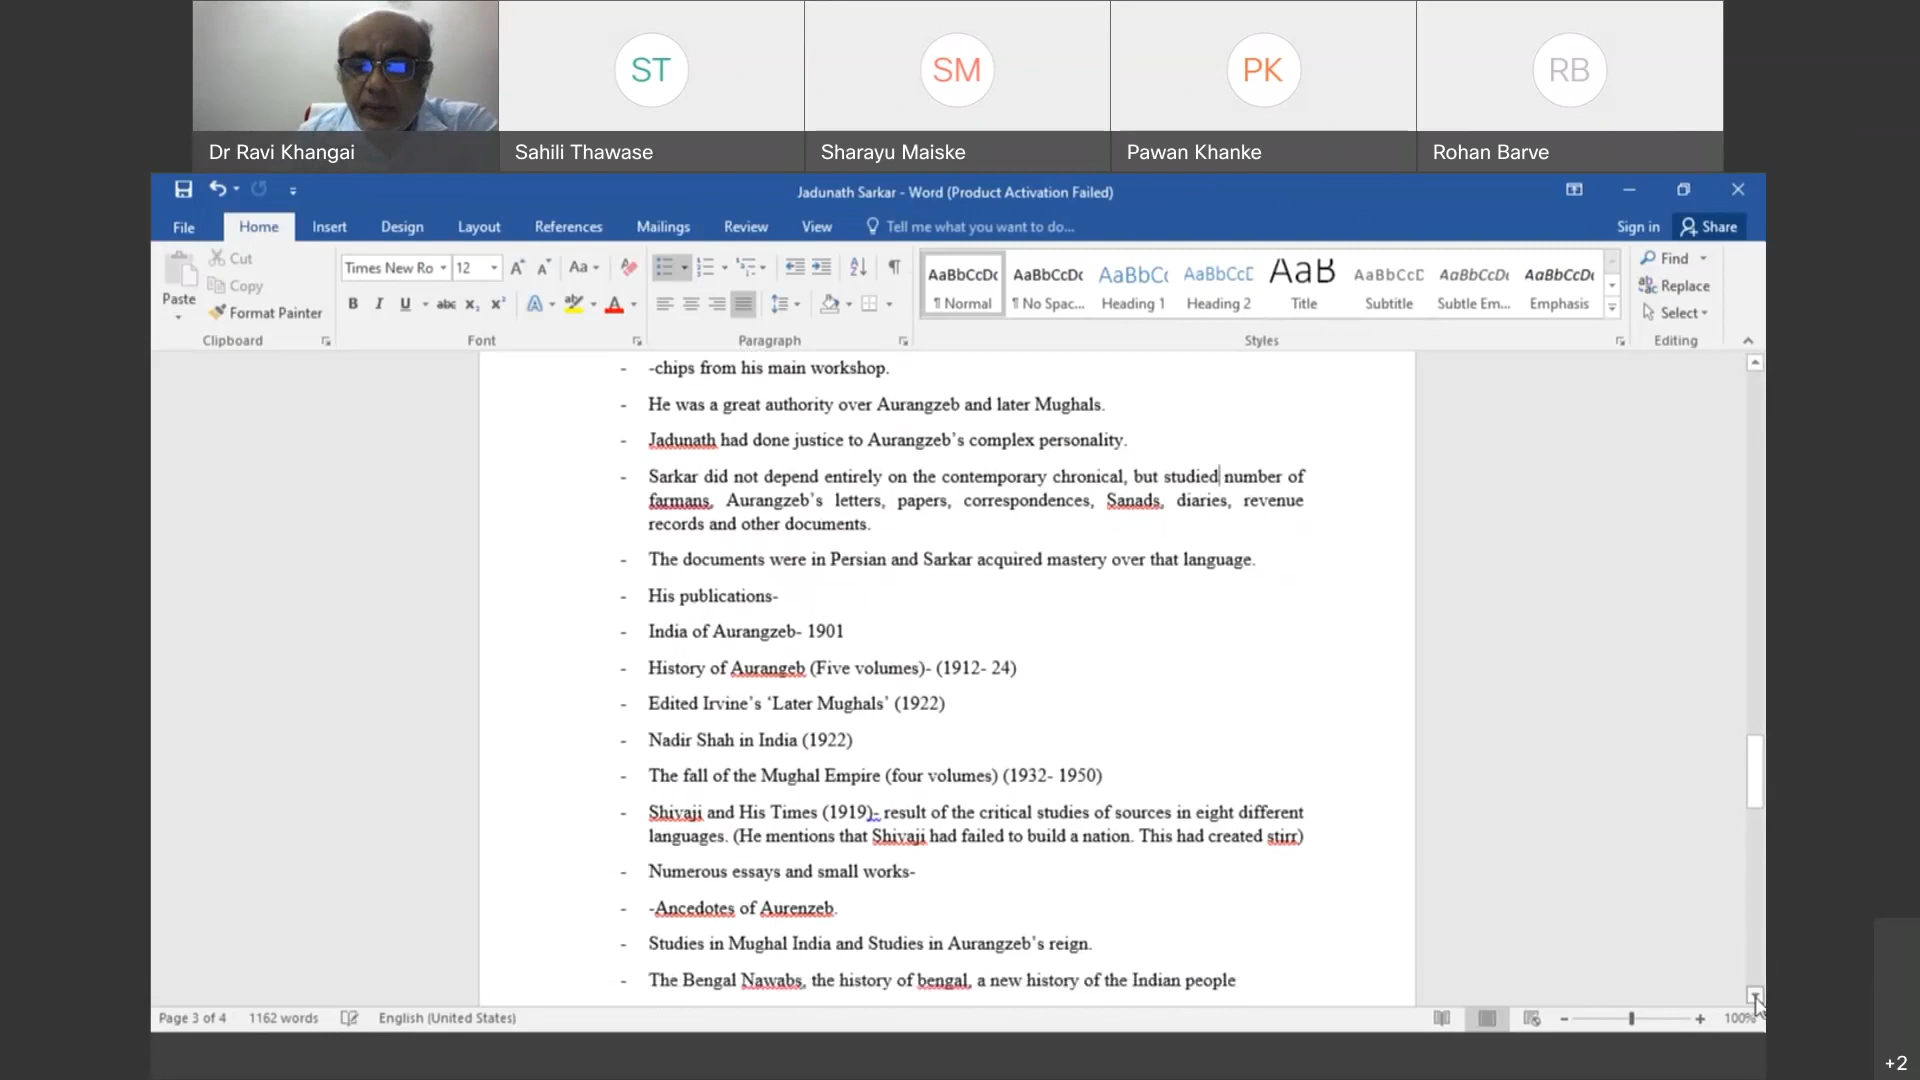 ST
SM
PK
RB
Dr Ravi Khangai
Sahili Thawase
Sharayu Maiske
Pawan Khanke
Rohan Barve
Jadunath Sarkar - Word (Product Activation Failed)
File Home Insert Design Layout References Mailings Review View Tell me what you want to do... Sign in Share
Paste
Cut
Copy
Format Painter
Clipboard
Times New Ro 12
Aa
B I U abc X₂ X²
A aby A
Font
Paragraph
AaBbCcDc AaBbCcDc AaBbC( AaBbCcE AaB AaBbCcD AaBbCcDt AaBbCcDt
¶ Normal ¶ No Spac... Heading 1 Heading 2 Title Subtitle Subtle Em... Emphasis
Styles
Find
Replace
Select
Editing
- -chips from his main workshop.
- He was a great authority over Aurangzeb and later Mughals.
- Jadunath had done justice to Aurangzeb's complex personality.
- Sarkar did not depend entirely on the contemporary chronical, but studied number of
farmans, Aurangzeb's letters, papers, correspondences, Sanads, diaries, revenue
records and other documents.
- The documents were in Persian and Sarkar acquired mastery over that language.
- His publications-
- India of Aurangzeb- 1901
- History of Aurangeb (Five volumes)- (1912- 24)
- Edited Irvine's ‘Later Mughals’ (1922)
- Nadir Shah in India (1922)
- The fall of the Mughal Empire (four volumes) (1932- 1950)
- Shivaji and His Times (1919)- result of the critical studies of sources in eight different
languages. (He mentions that Shivaji had failed to build a nation. This had created stirr)
- Numerous essays and small works-
- -Ancedotes of Aurenzeb.
- Studies in Mughal India and Studies in Aurangzeb's reign.
- The Bengal Nawabs, the history of bengal, a new history of the Indian people
Page 3 of 4 1162 words English (United States) 100%
+2